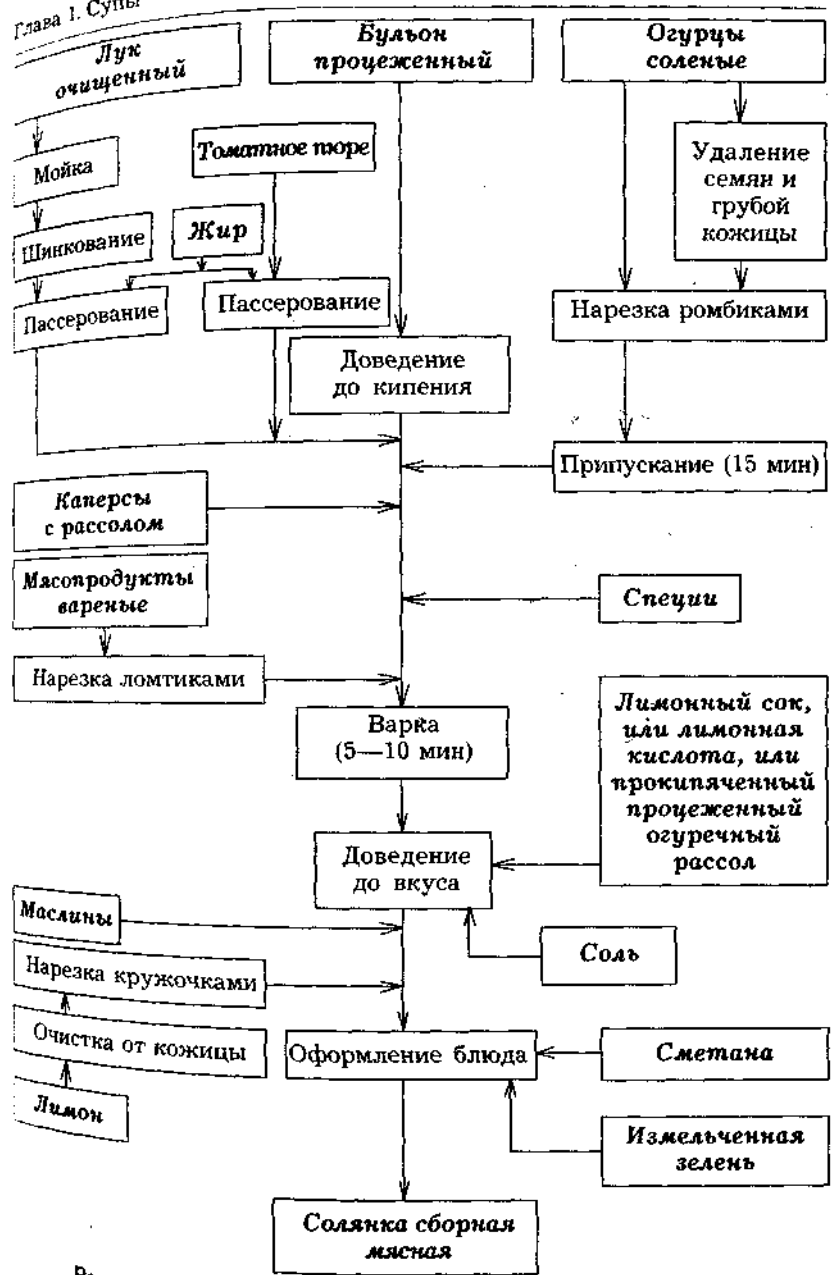 Глава 1. Супы
Лук
очищенный
Бульон
процеженный
Огурцы
соленые
Мойка
Томатное пюре
Удаление
семян и
грубой
кожицы
Шинкование
Жир
Пассерование
Пассерование
Нарезка ромбиками
Доведение
до кипения
Припускание (15 мин)
Каперсы
с рассолом
Мясопродукты
вареные
Специи
Нарезка ломтиками
Варка
(5—10 мин)
Лимонный сок,
или лимонная
кислота, или
прокипяченный
процеженный
огуречный
рассол
Доведение
до вкуса
Маслины
Соль
Нарезка кружочками
Очистка от кожицы
Оформление блюда
Сметана
Лимон
Измельченная
зелень
Солянка сборная
мясная